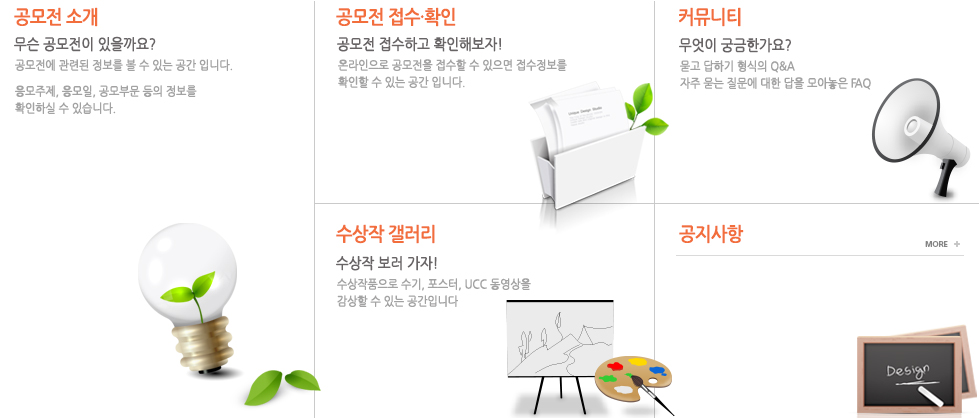 공모전 소개
무슨 공모전이 있을까요?
공모전에 관련된 정보를 볼 수 있는 공간 입니다.
응모주제, 응모일, 공모부문 등의 정보를
확인하실 수 있습니다.
공모전 접수·확인
공모전 접수하고 확인해보자!
온라인으로 공모전을 접수할 수 있으면 접수정보를
확인할 수 있는 공간 입니다.
커뮤니티
무엇이 궁금한가요?
묻고 답하기 형식의 Q&A
자주 묻는 질문에 대한 답을 모아놓은 FAQ
수상작 갤러리
수상작 보러 가자!
수상작품으로 수기, 포스터, UCC 동영상을
감상할 수 있는 공간입니다
공지사항
MORE +
Design